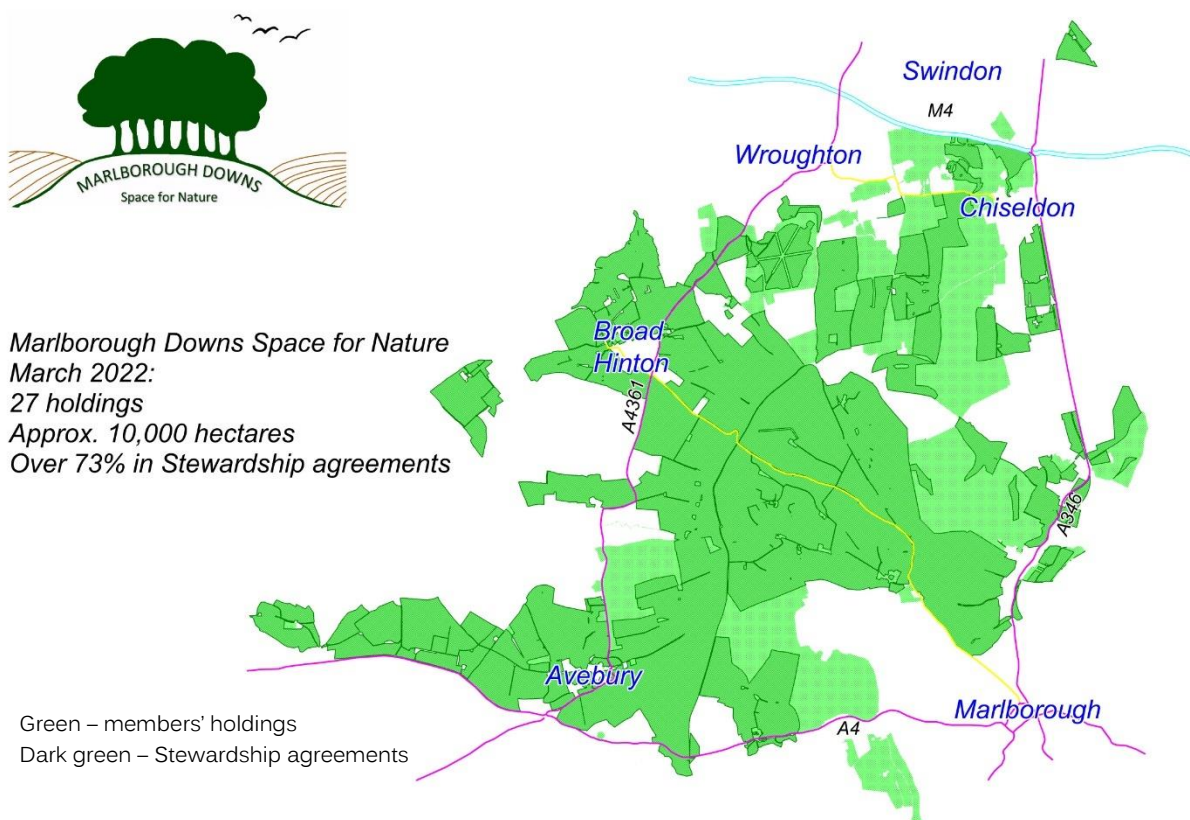 MARLBOROUGH DOWNS
Space for Nature
Marlborough Downs Space for Nature
March 2022:
27 holdings
Approx. 10,000 hectares
Over 73% in Stewardship agreements
Green – members’ holdings
Dark green – Stewardship agreements
Swindon
M4
Wroughton
Chiseldon
Broad
Hinton
A4361
A346
Avebury
Marlborough
A4